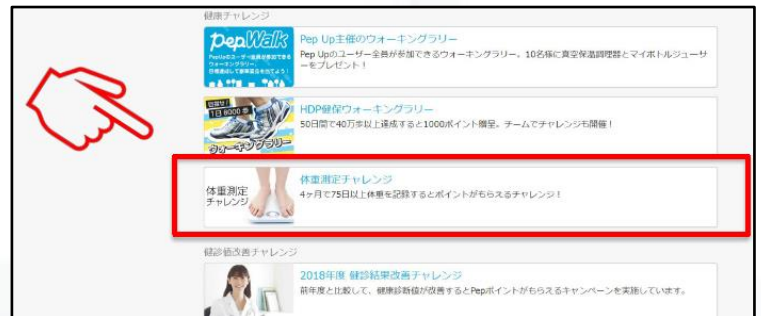 健康チャレンジ
PepWalk
Pep Up主催のウォーキングラリー
Pep Upのユーザー全員が参加できるウォーキングラリー。10名様に真空保温調理器とマイボトルジューサ
ーをプレゼント!
目指せ!
1日8000歩
ウォーキングラリー
HDP健保ウォーキングラリー
50日間で40万歩以上達成すると1000ポイント贈呈。チームでチャレンジも開催!
体重測定
チャレンジ
体重測定チャレンジ
4ヶ月で75日以上体重を記録するとポイントがもらえるチャレンジ!
健診値改善チャレンジ
2018年度 健診結果改善チャレンジ
前年度と比較して、健康診断値が改善するとPepポイントがもらえるキャンペーンを実施しています。